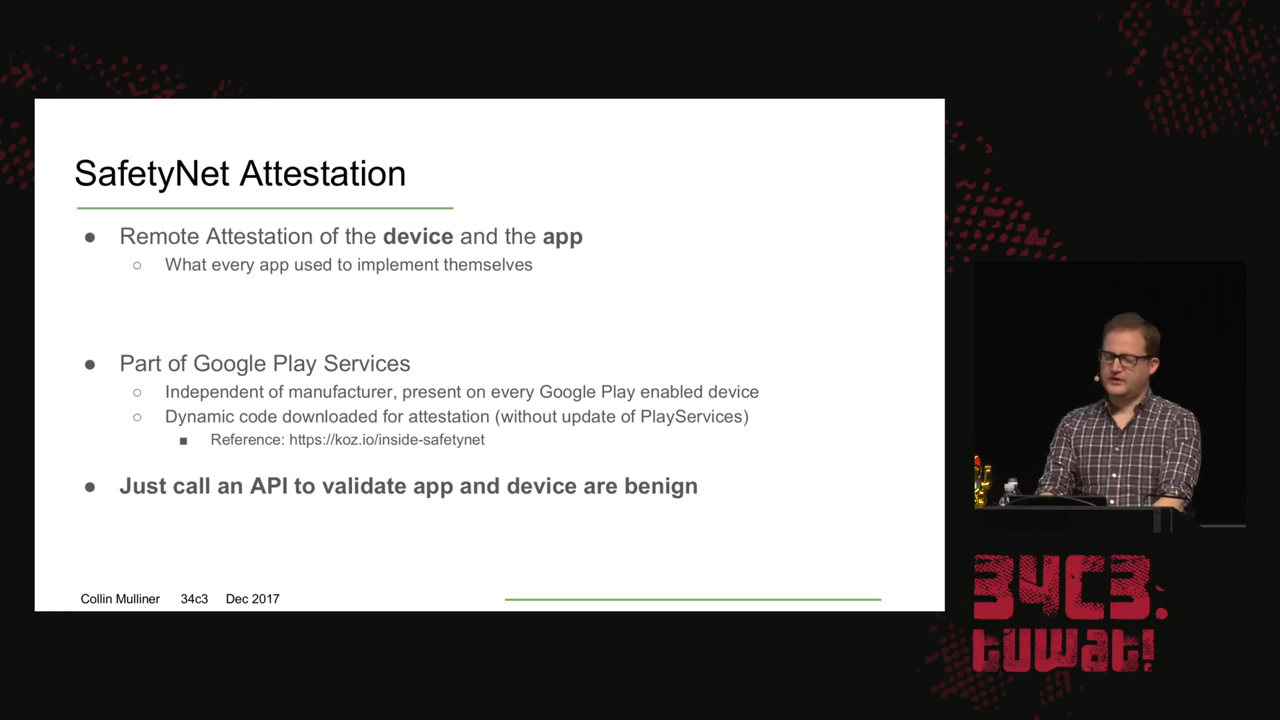 SafetyNet Attestation
● Remote Attestation of the device and the app
○ What every app used to implement themselves
● Part of Google Play Services
○ Independent of manufacturer, present on every Google Play enabled device
○ Dynamic code downloaded for attestation (without update of PlayServices)
■ Reference: https://koz.io/inside-safetynet
● Just call an API to validate app and device are benign
Collin Mulliner 34c3 Dec 2017
34C3.
tuwat!